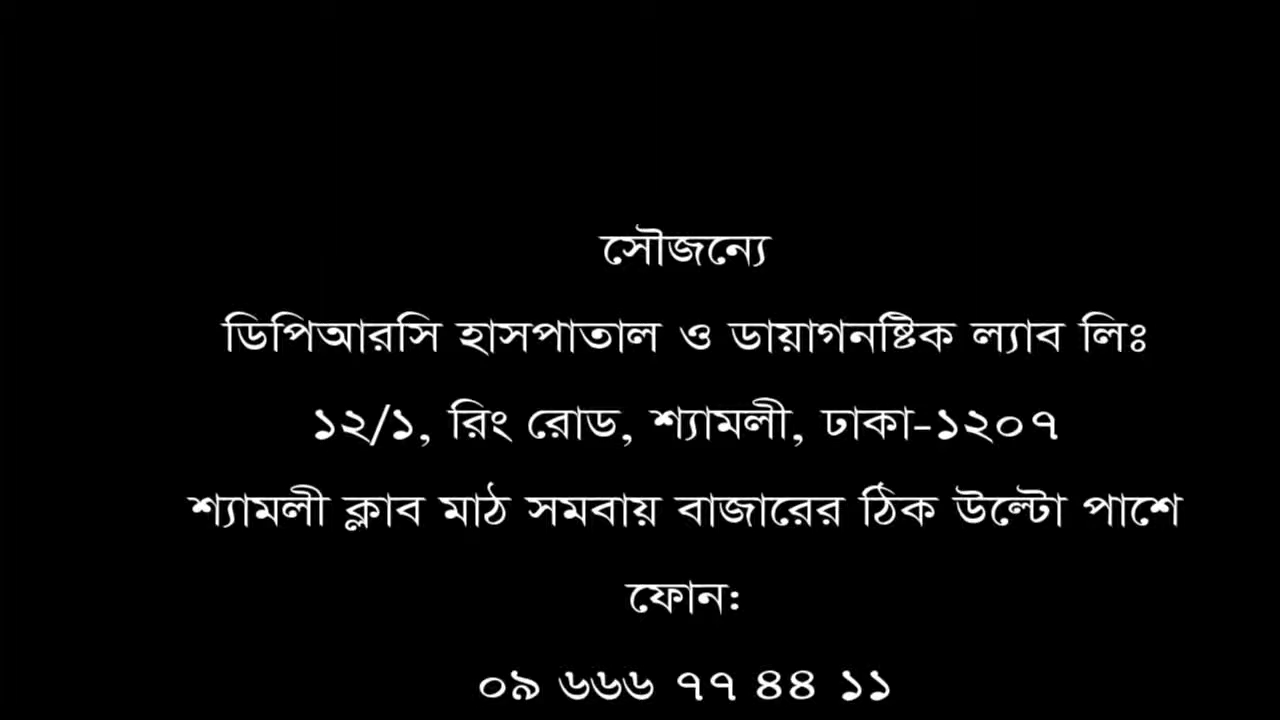 সৌজন্যে
ডিপিআরসি হাসপাতাল ও ডায়াগনষ্টিক ল্যাব লিঃ
১২/১, রিং রোড, শ্যামলী, ঢাকা-১২০৭
শ্যামলী ক্লাব মাঠ সমবায় বাজারের ঠিক উল্টো পাশে
ফোন:
০৯ ৬৬৬ ৭৭ ৪৪ ১১